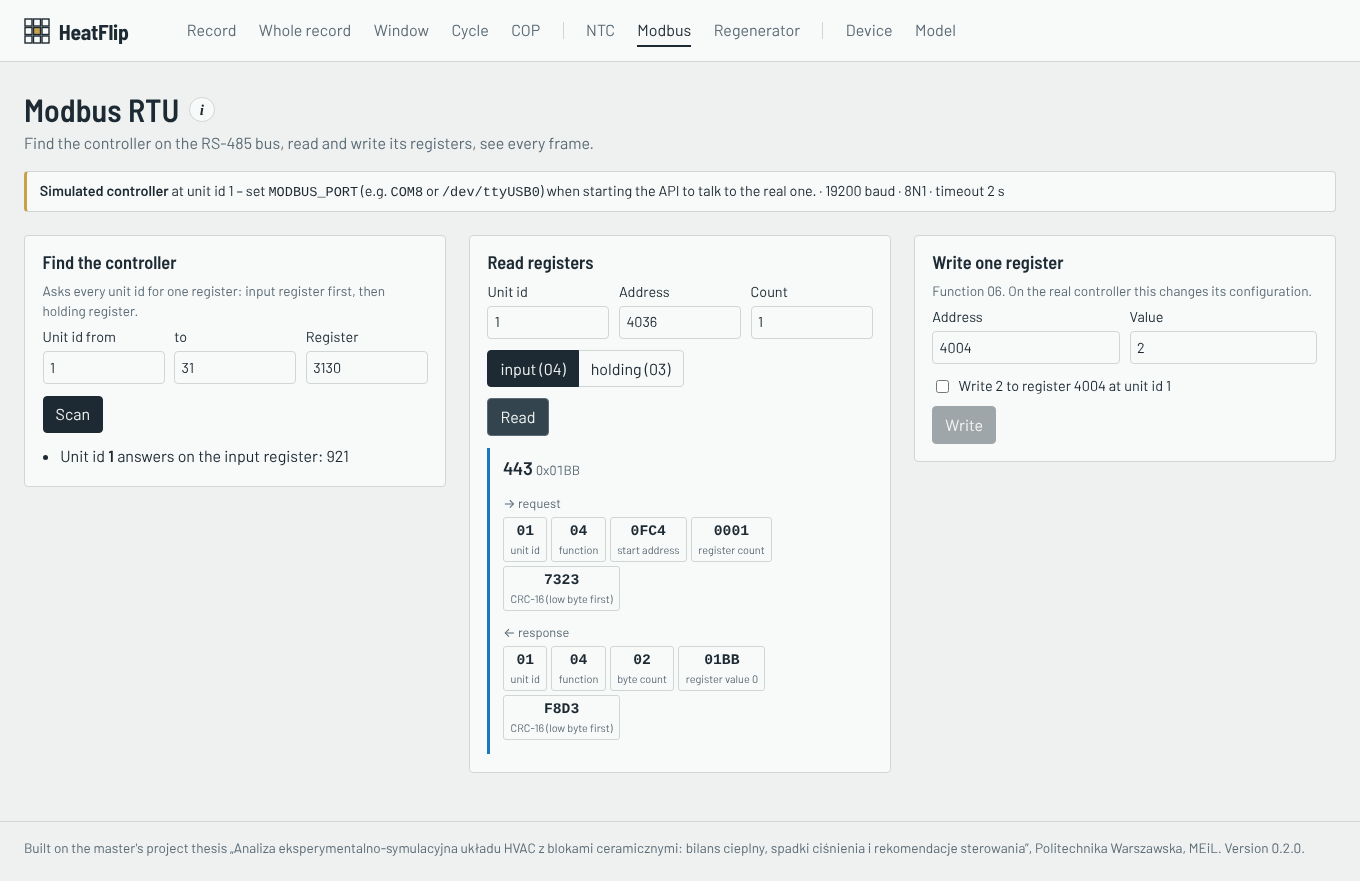 HeatFlip
Record Whole record Window Cycle COP NTC Modbus Regenerator Device Model
Modbus RTU i
Find the controller on the RS-485 bus, read and write its registers, see every frame.
Simulated controller at unit id 1 – set MODBUS_PORT (e.g. COM8 or /dev/ttyUSB0) when starting the API to talk to the real one. · 19200 baud · 8N1 · timeout 2 s
Find the controller
Asks every unit id for one register: input register first, then
holding register.
Unit id from to Register
1 31 3130
Scan
• Unit id 1 answers on the input register: 921
Read registers
Unit id Address Count
1 4036 1
input (04) holding (03)
Read
443 0x01BB
→ request
01 04 0FC4 0001
unit id function start address register count
7323
CRC-16 (low byte first)
← response
01 04 02 01BB
unit id function byte count register value 0
F8D3
CRC-16 (low byte first)
Write one register
Function 06. On the real controller this changes its configuration.
Address Value
4004 2
Write 2 to register 4004 at unit id 1
Write
Built on the master's project thesis „Analiza eksperymentalno-symulacyjna układu HVAC z blokami ceramicznymi: bilans cieplny, spadki ciśnienia i rekomendacje sterowania”, Politechnika Warszawska, MEiL. Version 0.2.0.